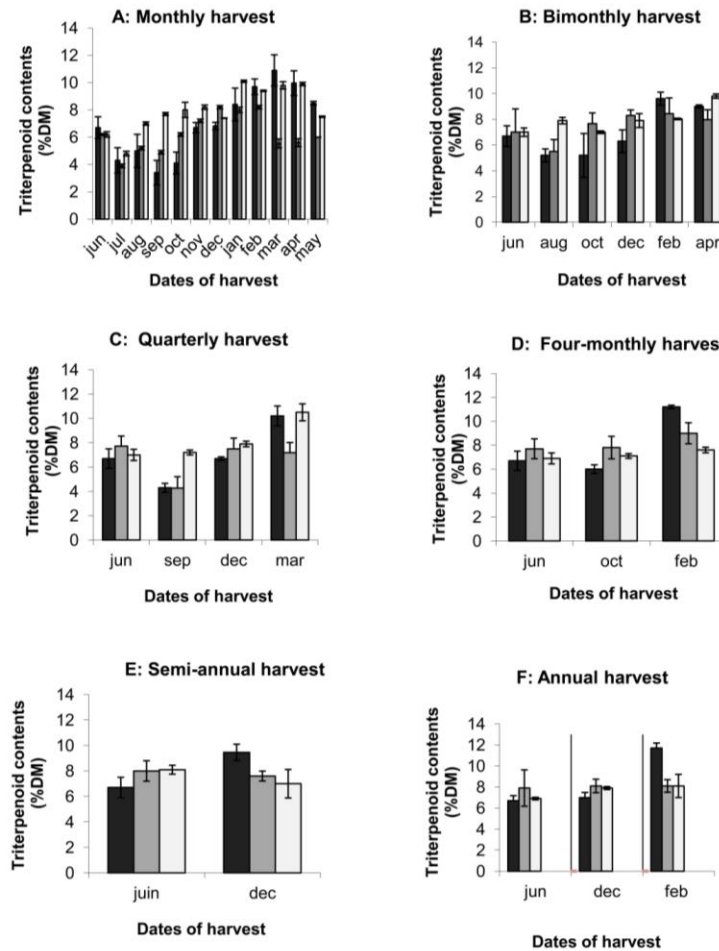 A: Monthly harvest
Triterpenoid contents
(%DM)
14
12
10
8
6
4
2
0
jun
jul
aug
sep
oct
nov
dec
jan
feb
mar
apr
may
Dates of harvest
B: Bimonthly harvest
Triterpenoid contents
(%DM)
14
12
10
8
6
4
2
0
jun aug oct dec feb apr
Dates of harvest
C: Quarterly harvest
Triterpenoid contents
(%DM)
14
12
10
8
6
4
2
0
jun sep dec mar
Dates of harvest
D: Four-monthly harves
Triterpenoid contents
(%DM)
14
12
10
8
6
4
2
0
jun oct feb
Dates of harvest
E: Semi-annual harvest
Triterpenoid contents
(%DM)
14
12
10
8
6
4
2
0
juin dec
Dates of harvest
F: Annual harvest
Triterpenoid contents
(%DM)
14
12
10
8
6
4
2
0
jun dec feb
Dates of harvest